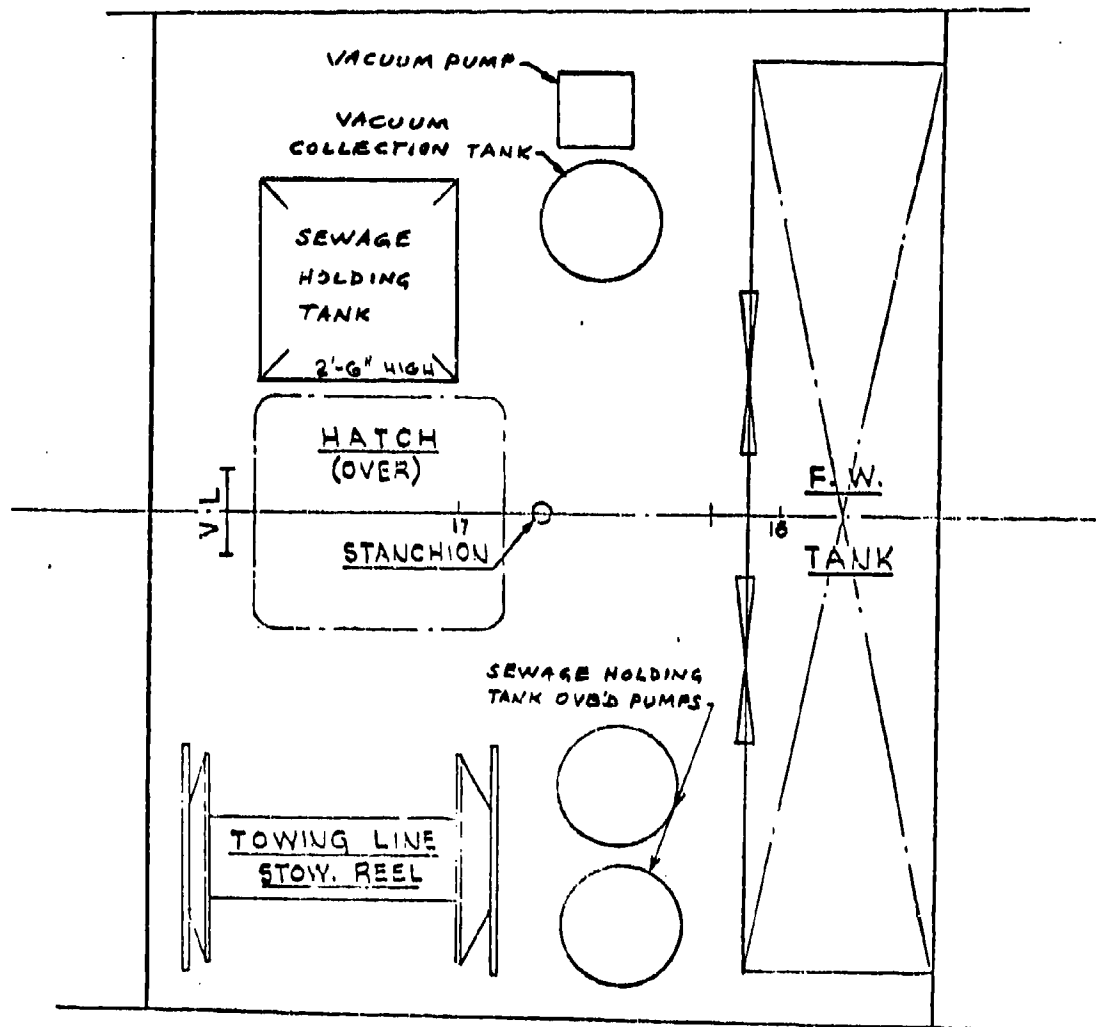 VACUUM PUMP
VACUUM
COLLECTION TANK
SEWAGE
HOLDING
TANK
2'-6" HIGH
HATCH
(OVER)
VL
17
STANCHION
18
F. W.
TANK
SEWAGE HOLDING
TANK OVB'D PUMPS
TOWING LINE
STOW. REEL